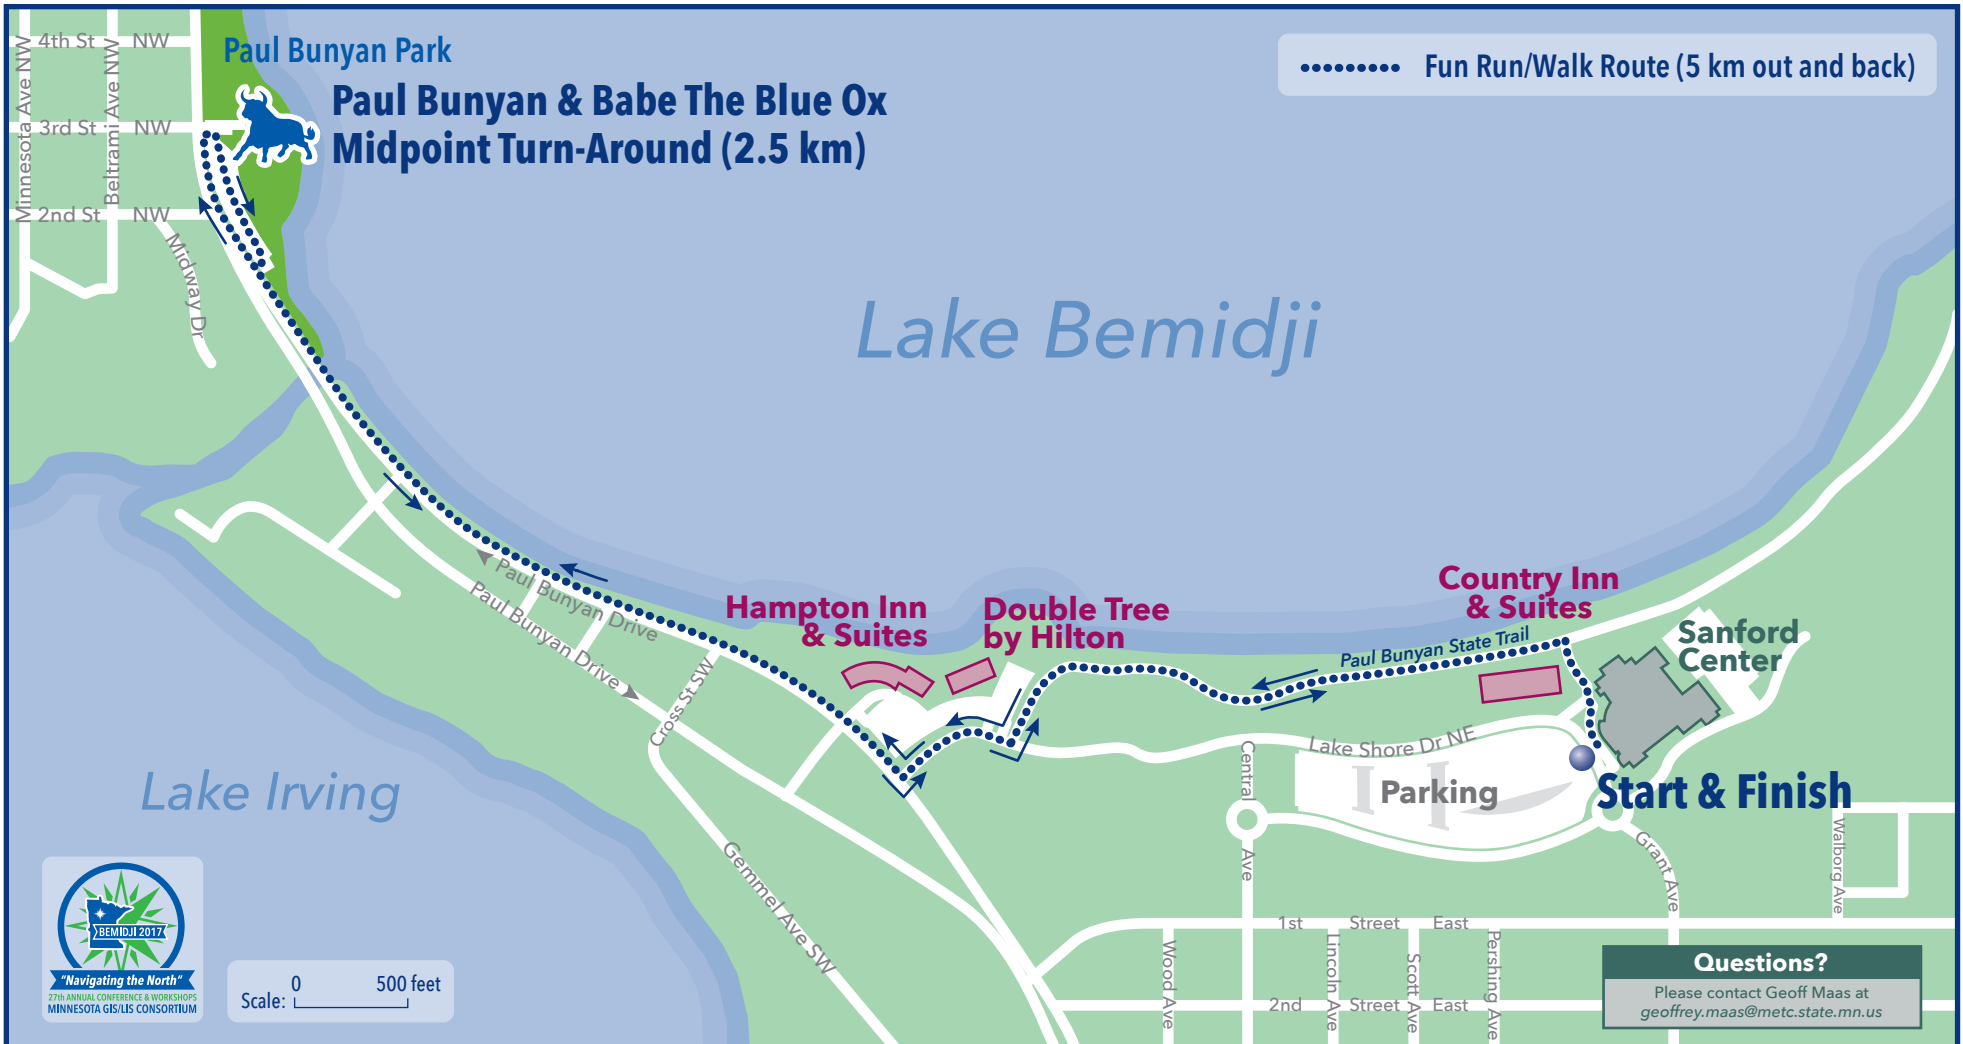 4th St NW
Paul Bunyan Park
Fun Run/Walk Route (5 km out and back)
Paul Bunyan & Babe The Blue Ox
Midpoint Turn-Around (2.5 km)
Minnesota Ave NW
Beltrami Ave NW
3rd St NW
2nd St NW
Midway Dr
Lake Bemidji
Paul Bunyan Drive
Paul Bunyan Drive
Cross St SW
Hampton Inn
& Suites
Double Tree
by Hilton
Country Inn
& Suites
Paul Bunyan State Trail
Sanford
Center
Lake Shore Dr NE
Parking
Start & Finish
Lake Irving
Gemmel Ave SW
Central Ave
Grant Ave
Walborg Ave
1st Street East
Wood Ave
Lincoln Ave
Scott Ave
Pershing Ave
2nd Street East
BEMIDJI 2017
"Navigating the North"
27th ANNUAL CONFERENCE & WORKSHOPS
MINNESOTA GIS/LIS CONSORTIUM
0 500 feet
Scale:
Questions?
Please contact Geoff Maas at
geoffrey.maas@metc.state.mn.us